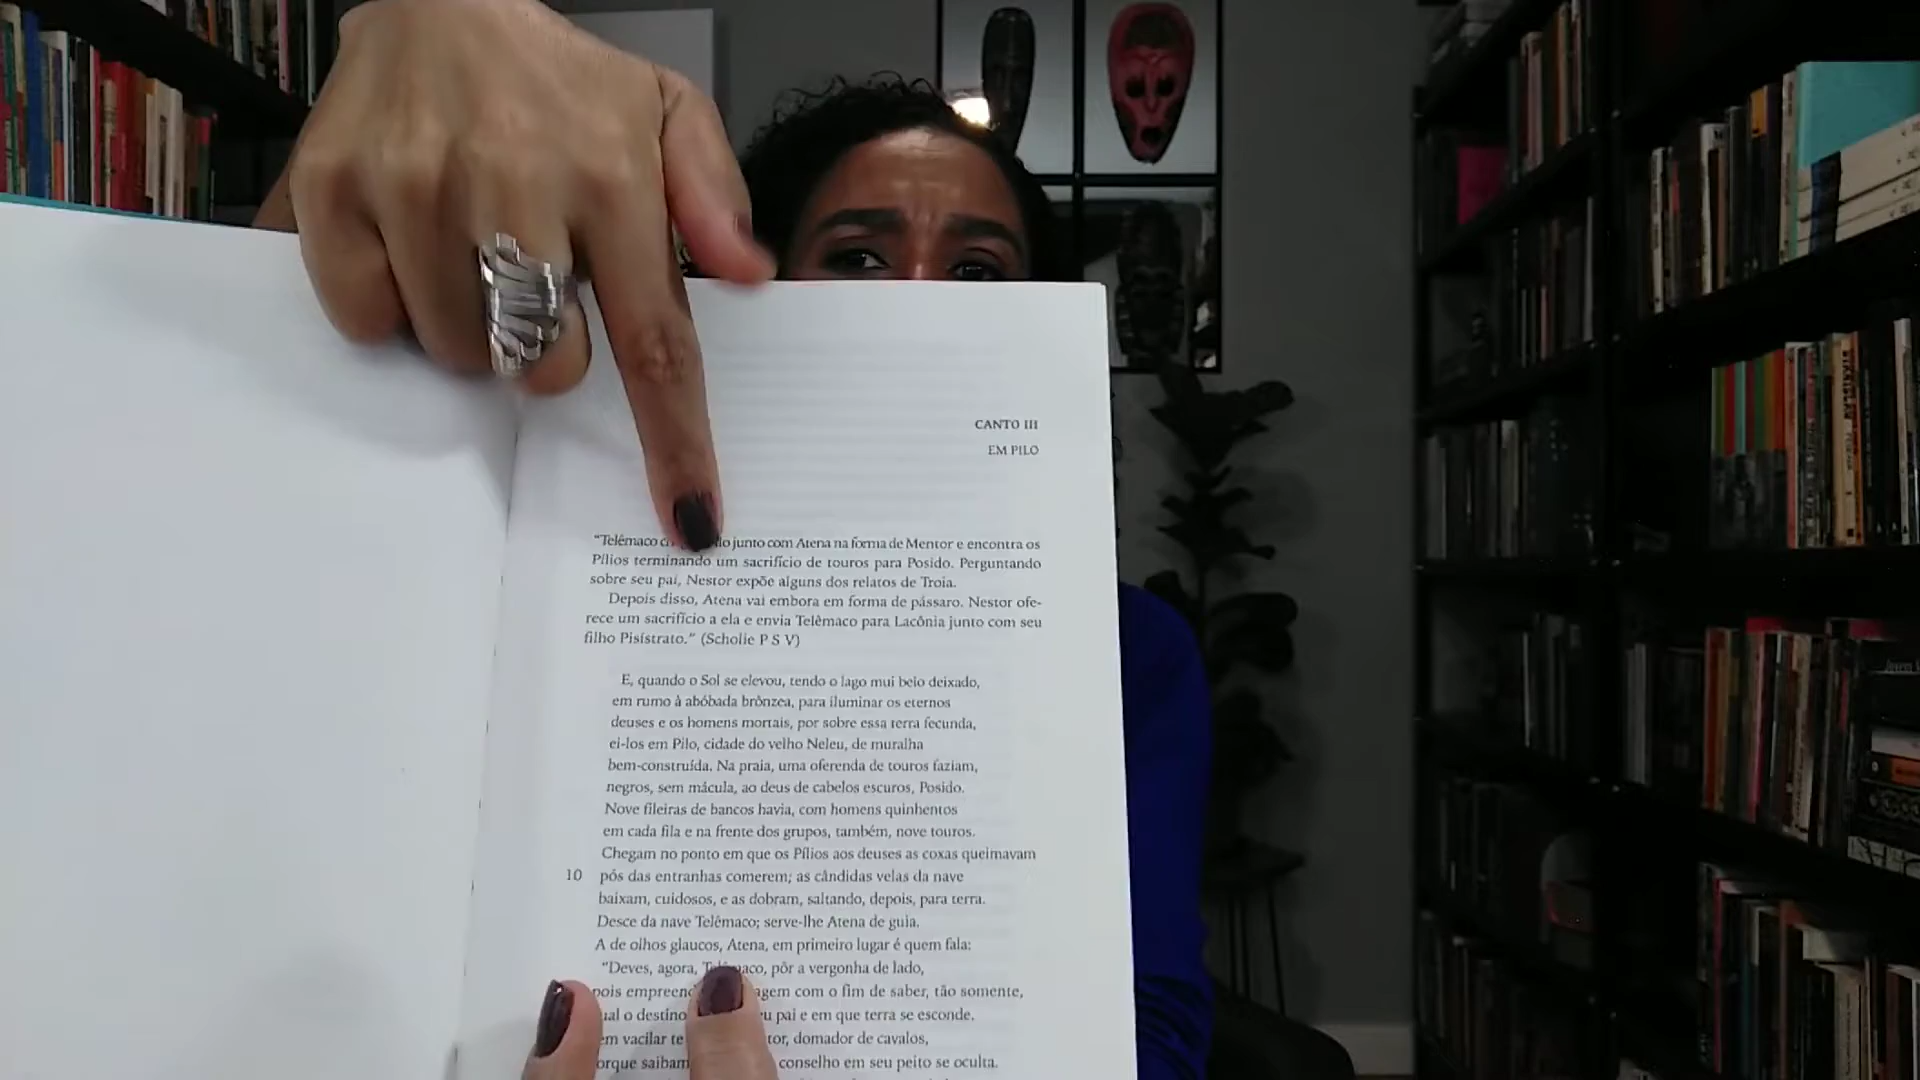 CANTO III
EM PILO
“Telêmaco junto com Atena na forma de Mentor e encontra os
Pílios terminando um sacrifício de touros para Posido. Perguntando
sobre seu pai, Nestor expõe alguns dos relatos de Troia.
Depois disso, Atena vai embora em forma de pássaro. Nestor ofe-
rece um sacrifício a ela e envia Telêmaco para Lacônia junto com seu
filho Pisístrato.” (Scholie P S V)
E, quando o Sol se elevou, tendo o lago mui belo deixado,
em rumo à abóbada brônzea, para iluminar os eternos
deuses e os homens mortais, por sobre essa terra fecunda,
ei-los em Pilo, cidade do velho Neleu, de muralha
bem-construída. Na praia, uma oferenda de touros faziam,
negros, sem mácula, ao deus de cabelos escuros, Posido.
Nove fileiras de bancos havia, com homens quinhentos
em cada fila e na frente dos grupos, também, nove touros.
Chegam no ponto em que os Pílios aos deuses as coxas queimavam
10 pós das entranhas comerem; as cândidas velas da nave
baixam, cuidosos, e as dobram, saltando, depois, para terra.
Desce da nave Telêmaco; serve-lhe Atena de guia.
A de olhos glaucos, Atena, em primeiro lugar é quem fala:
“Deves, agora, Telêmaco, pôr a vergonha de lado,
pois com o fim de saber, tão somente,
o destino pai e em que terra se esconde.
vacilar te domador de cavalos,
saibam conselho em seu peito se oculta.